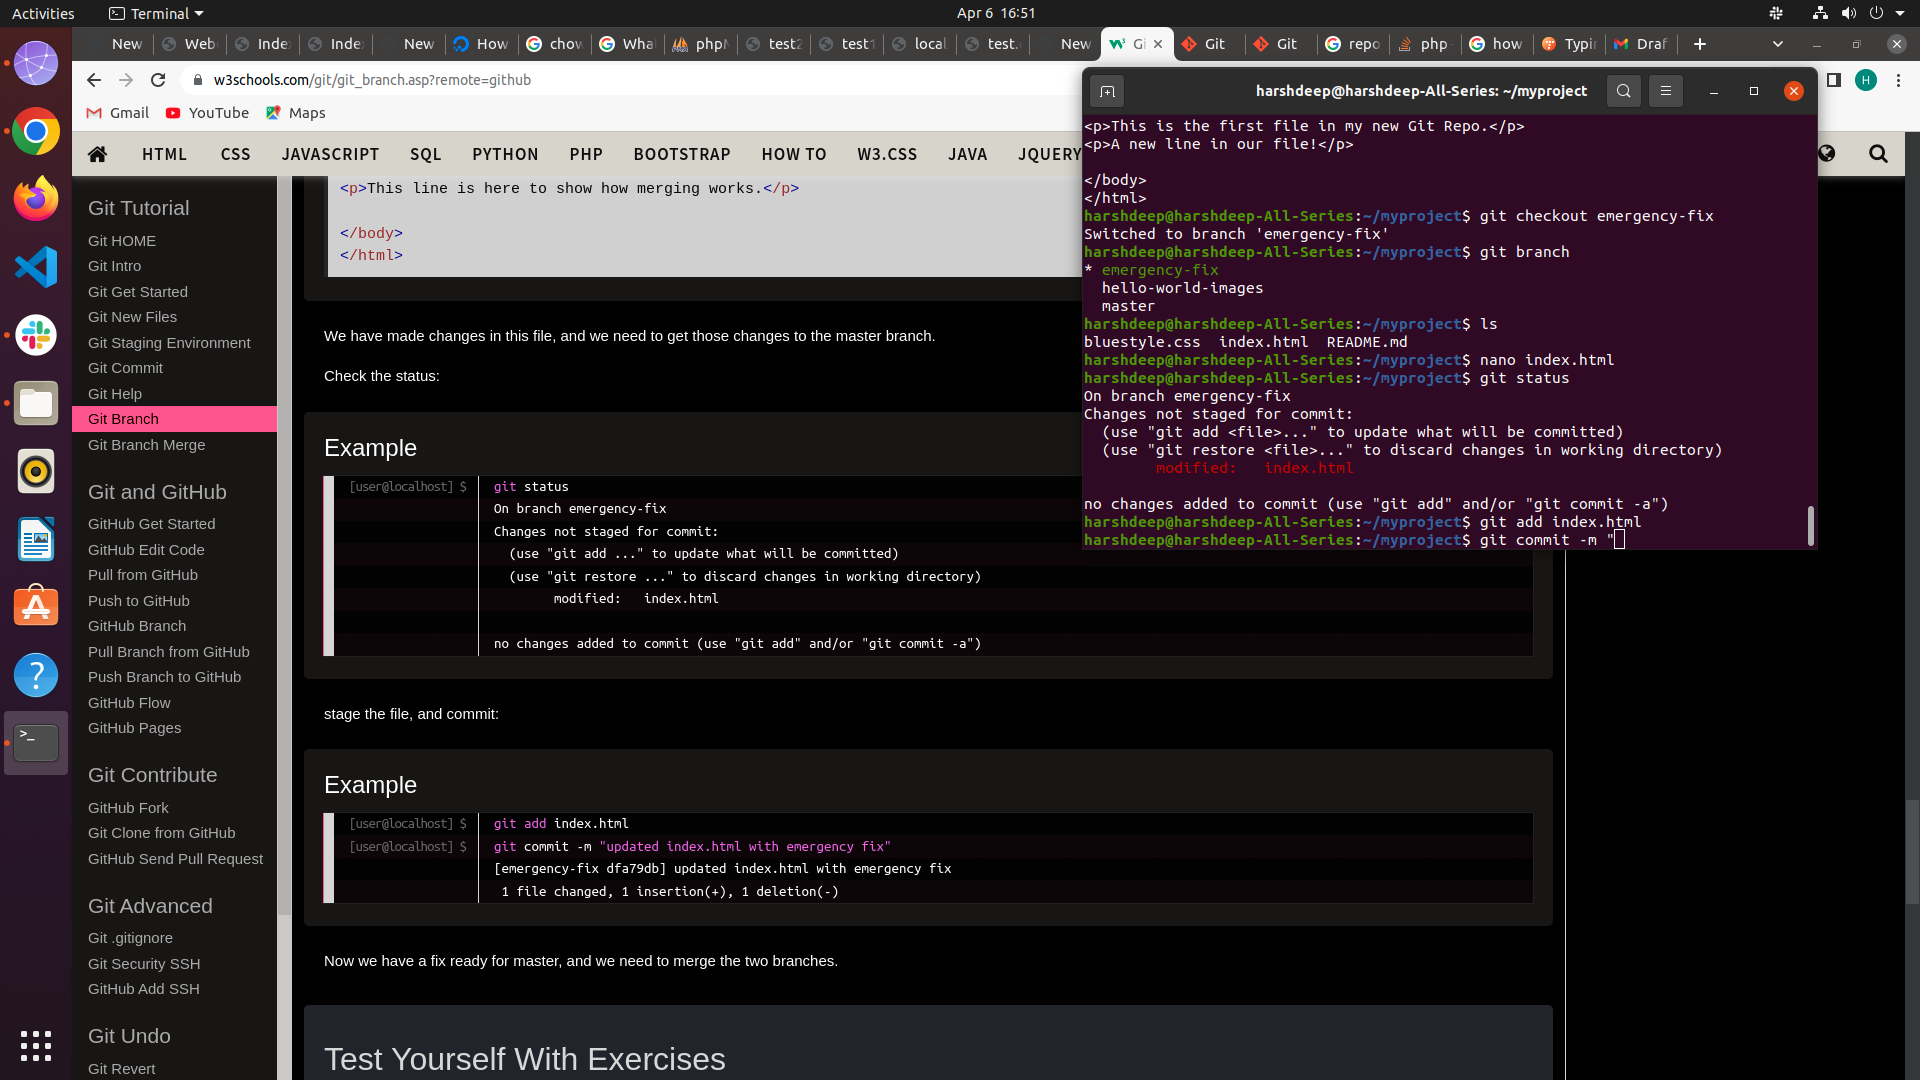 Activities
Terminal
Apr 6 16:51
New
Web
Inde
Inde
New
How
chow
Wha
phpM
test2
test1
local
test.
New
Gi
Git
Git
repo
php
how
Typi
Draf
w3schools.com/git/git_branch.asp?remote=github
H
Gmail
YouTube
Maps
HTML
CSS
JAVASCRIPT
SQL
PYTHON
PHP
BOOTSTRAP
HOW TO
W3.CSS
JAVA
JQUERY
Git Tutorial
Git HOME
Git Intro
Git Get Started
Git New Files
Git Staging Environment
Git Commit
Git Help
Git Branch
Git Branch Merge
Git and GitHub
GitHub Get Started
GitHub Edit Code
Pull from GitHub
Push to GitHub
GitHub Branch
Pull Branch from GitHub
Push Branch to GitHub
GitHub Flow
GitHub Pages
Git Contribute
GitHub Fork
Git Clone from GitHub
GitHub Send Pull Request
Git Advanced
Git .gitignore
Git Security SSH
GitHub Add SSH
Git Undo
Git Revert
<p>This line is here to show how merging works.</p>
</body>
</html>
We have made changes in this file, and we need to get those changes to the master branch.
Check the status:
Example
[user@localhost] $ git status
On branch emergency-fix
Changes not staged for commit:
(use "git add ..." to update what will be committed)
(use "git restore ..." to discard changes in working directory)
modified: index.html
no changes added to commit (use "git add" and/or "git commit -a")
stage the file, and commit:
Example
[user@localhost] $ git add index.html
[user@localhost] $ git commit -m "updated index.html with emergency fix"
[emergency-fix dfa79db] updated index.html with emergency fix
1 file changed, 1 insertion(+), 1 deletion(-)
Now we have a fix ready for master, and we need to merge the two branches.
Test Yourself With Exercises
harshdeep@harshdeep-All-Series: ~/myproject
<p>This is the first file in my new Git Repo.</p>
<p>A new line in our file!</p>
</body>
</html>
harshdeep@harshdeep-All-Series:~/myproject$ git checkout emergency-fix
Switched to branch 'emergency-fix'
harshdeep@harshdeep-All-Series:~/myproject$ git branch
* emergency-fix
hello-world-images
master
harshdeep@harshdeep-All-Series:~/myproject$ ls
bluestyle.css index.html README.md
harshdeep@harshdeep-All-Series:~/myproject$ nano index.html
harshdeep@harshdeep-All-Series:~/myproject$ git status
On branch emergency-fix
Changes not staged for commit:
(use "git add <file>..." to update what will be committed)
(use "git restore <file>..." to discard changes in working directory)
modified: index.html
no changes added to commit (use "git add" and/or "git commit -a")
harshdeep@harshdeep-All-Series:~/myproject$ git add index.html
harshdeep@harshdeep-All-Series:~/myproject$ git commit -m "